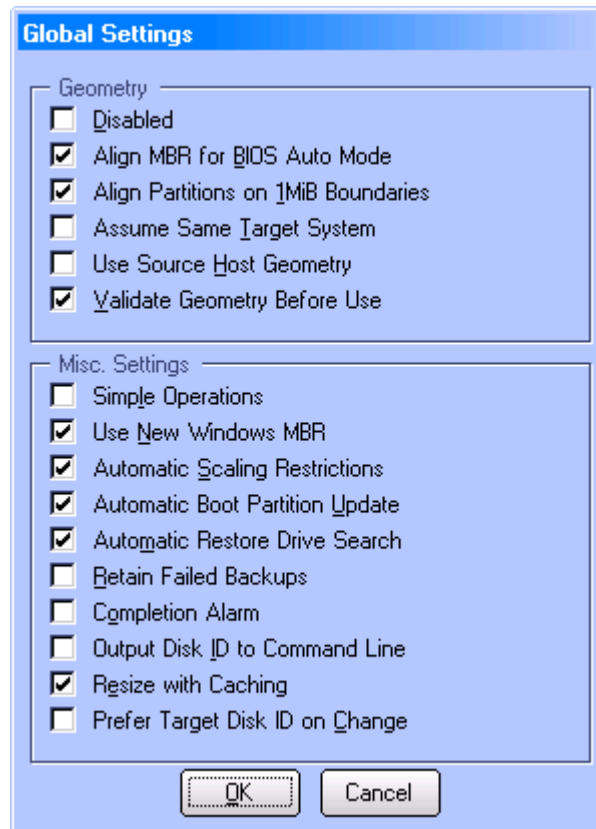 Global Settings
Geometry
Disabled
Align MBR for BIOS Auto Mode
Align Partitions on 1MiB Boundaries
Assume Same Target System
Use Source Host Geometry
Validate Geometry Before Use
Misc. Settings
Simple Operations
Use New Windows MBR
Automatic Scaling Restrictions
Automatic Boot Partition Update
Automatic Restore Drive Search
Retain Failed Backups
Completion Alarm
Output Disk ID to Command Line
Resize with Caching
Prefer Target Disk ID on Change
OK Cancel